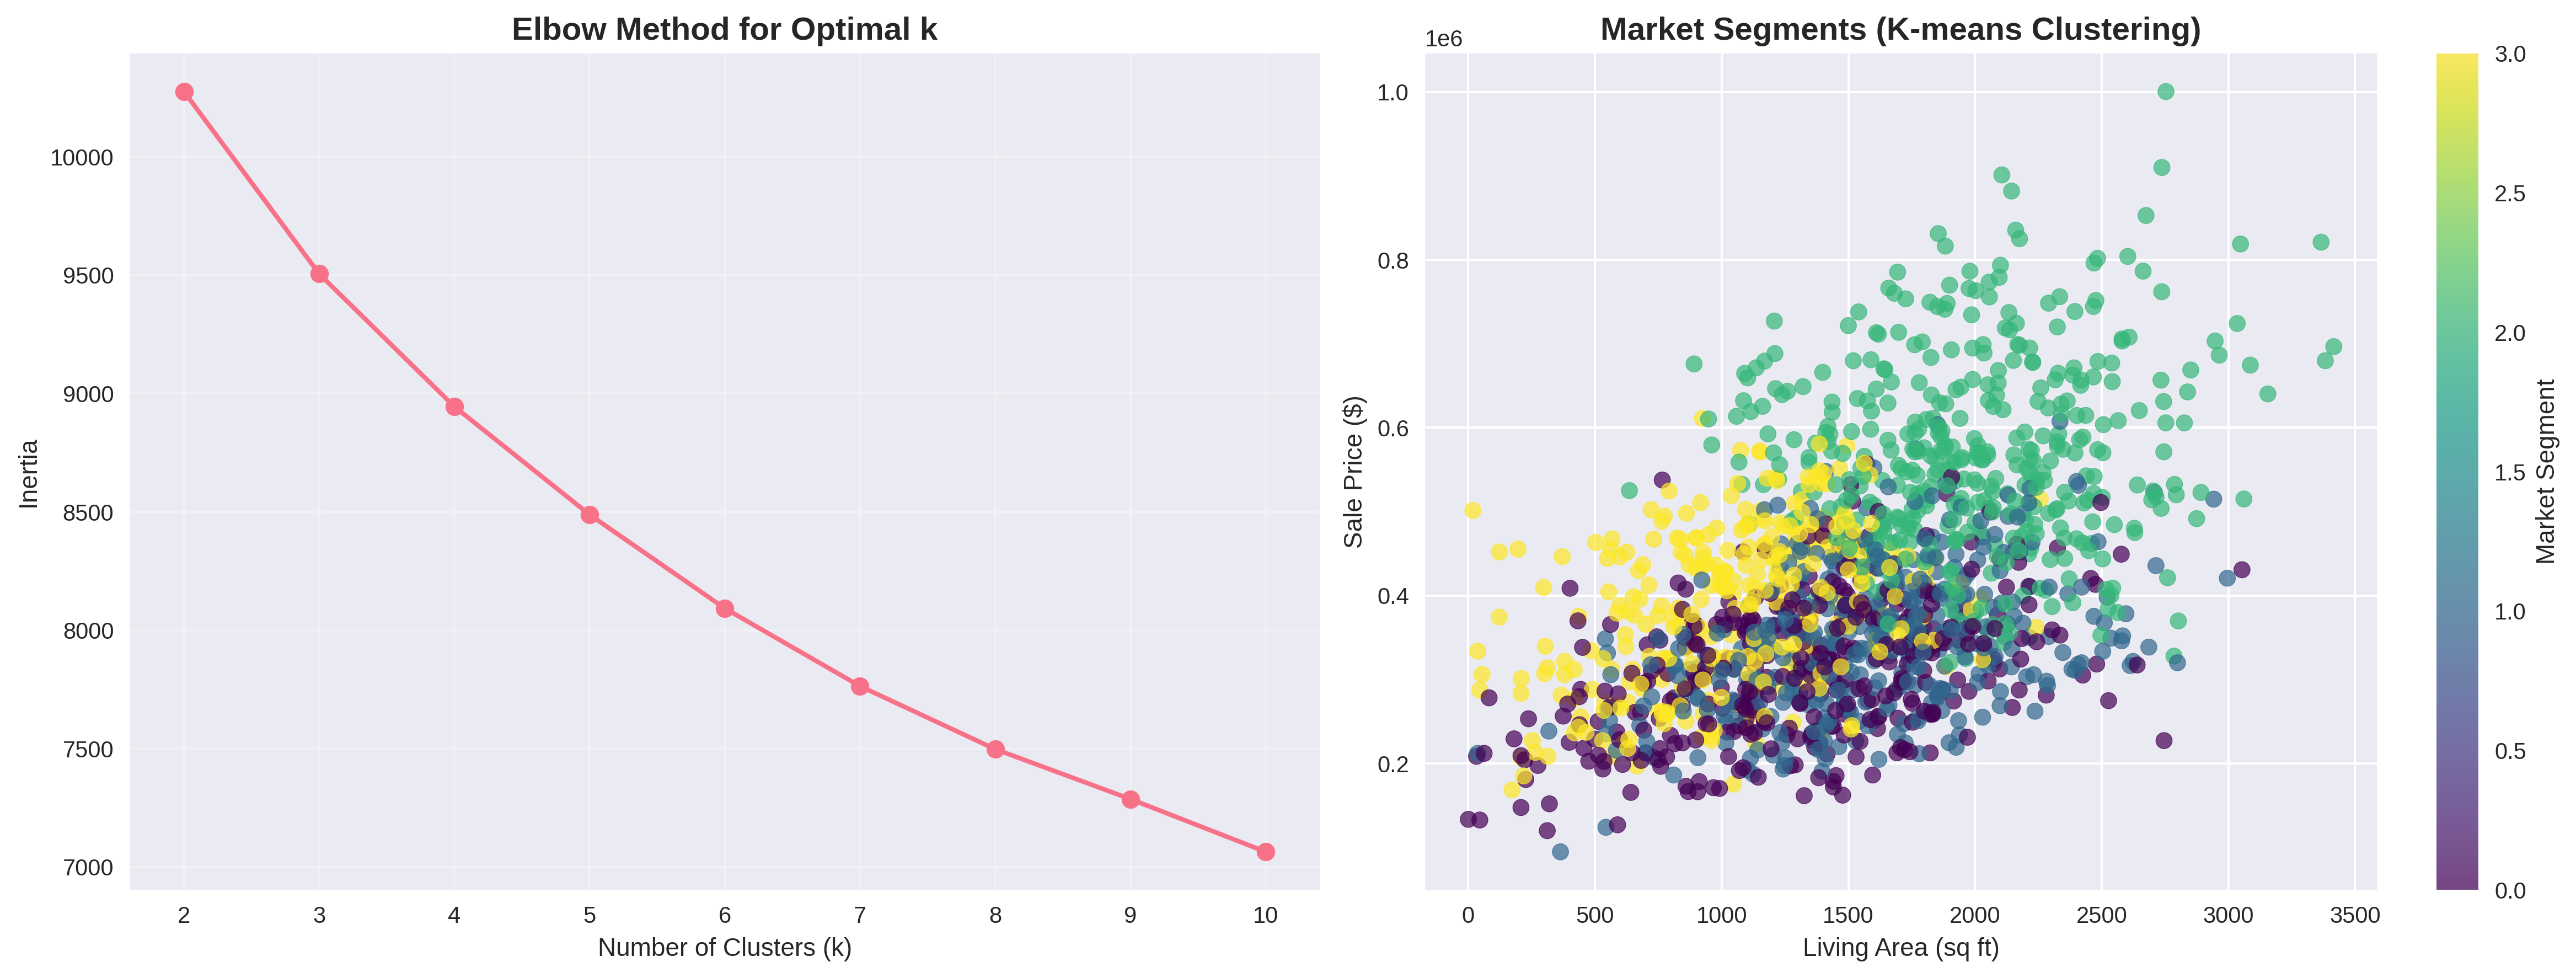 Elbow Method for Optimal k
10000
9500
9000
8500
8000
7500
7000
Inertia
2 3 4 5 6 7 8 9 10
Number of Clusters (k)
Market Segments (K-means Clustering)
1e6
1.0
0.8
0.6
0.4
0.2
Sale Price ($)
0 500 1000 1500 2000 2500 3000 3500
Living Area (sq ft)
3.0
2.5
2.0
1.5
1.0
0.5
0.0
Market Segment